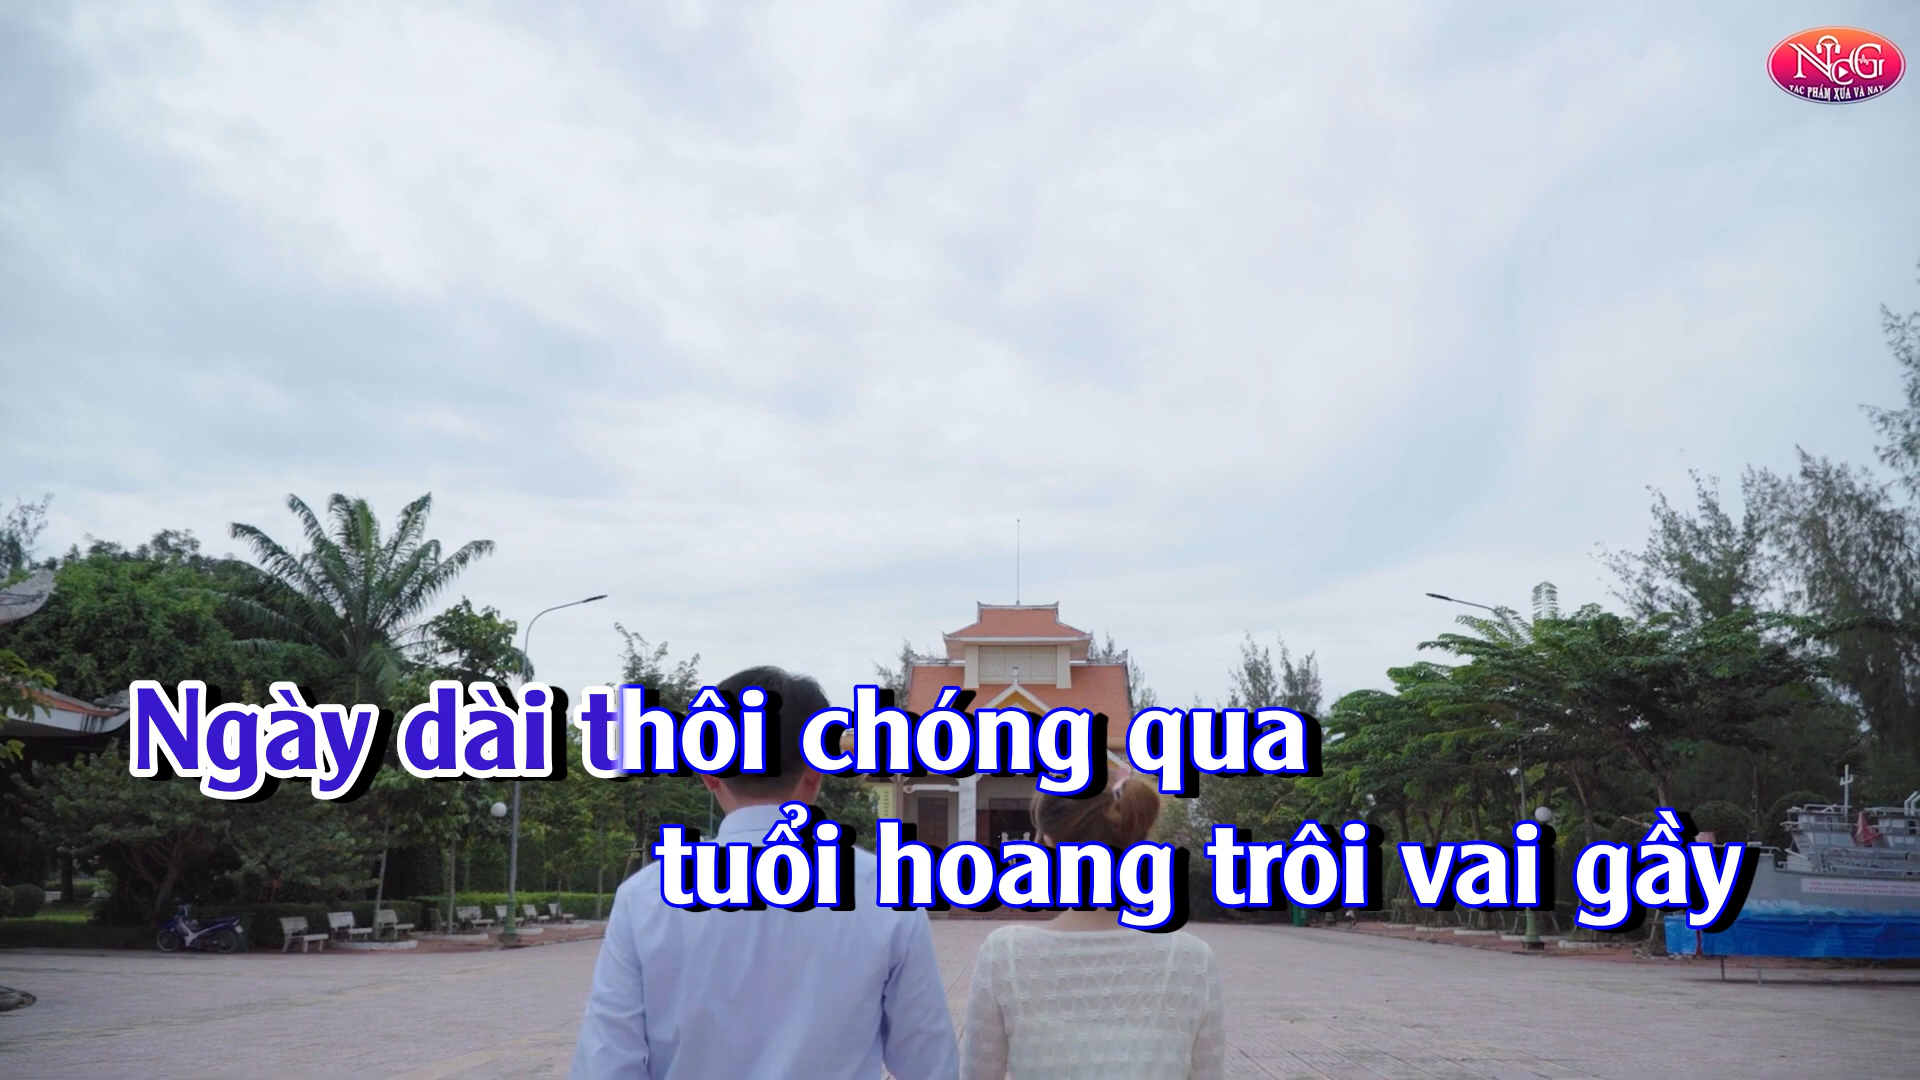 NCG
TÁC PHẨM XƯA VÀ NAY
Ngày dài thôi chóng qua
tuổi hoang trôi vai gầy